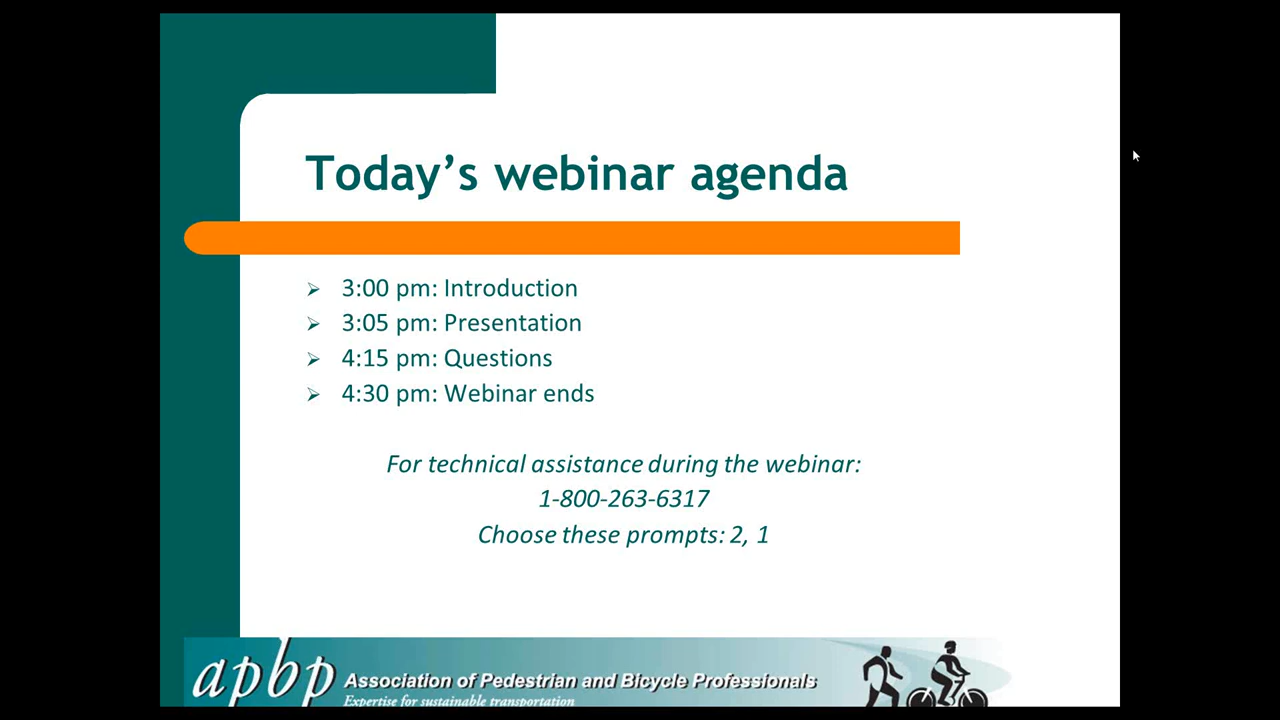 Today’s webinar agenda
➢ 3:00 pm: Introduction
➢ 3:05 pm: Presentation
➢ 4:15 pm: Questions
➢ 4:30 pm: Webinar ends
For technical assistance during the webinar:
1-800-263-6317
Choose these prompts: 2, 1
apbp Association of Pedestrian and Bicycle Professionals
Expertise for sustainable transportation